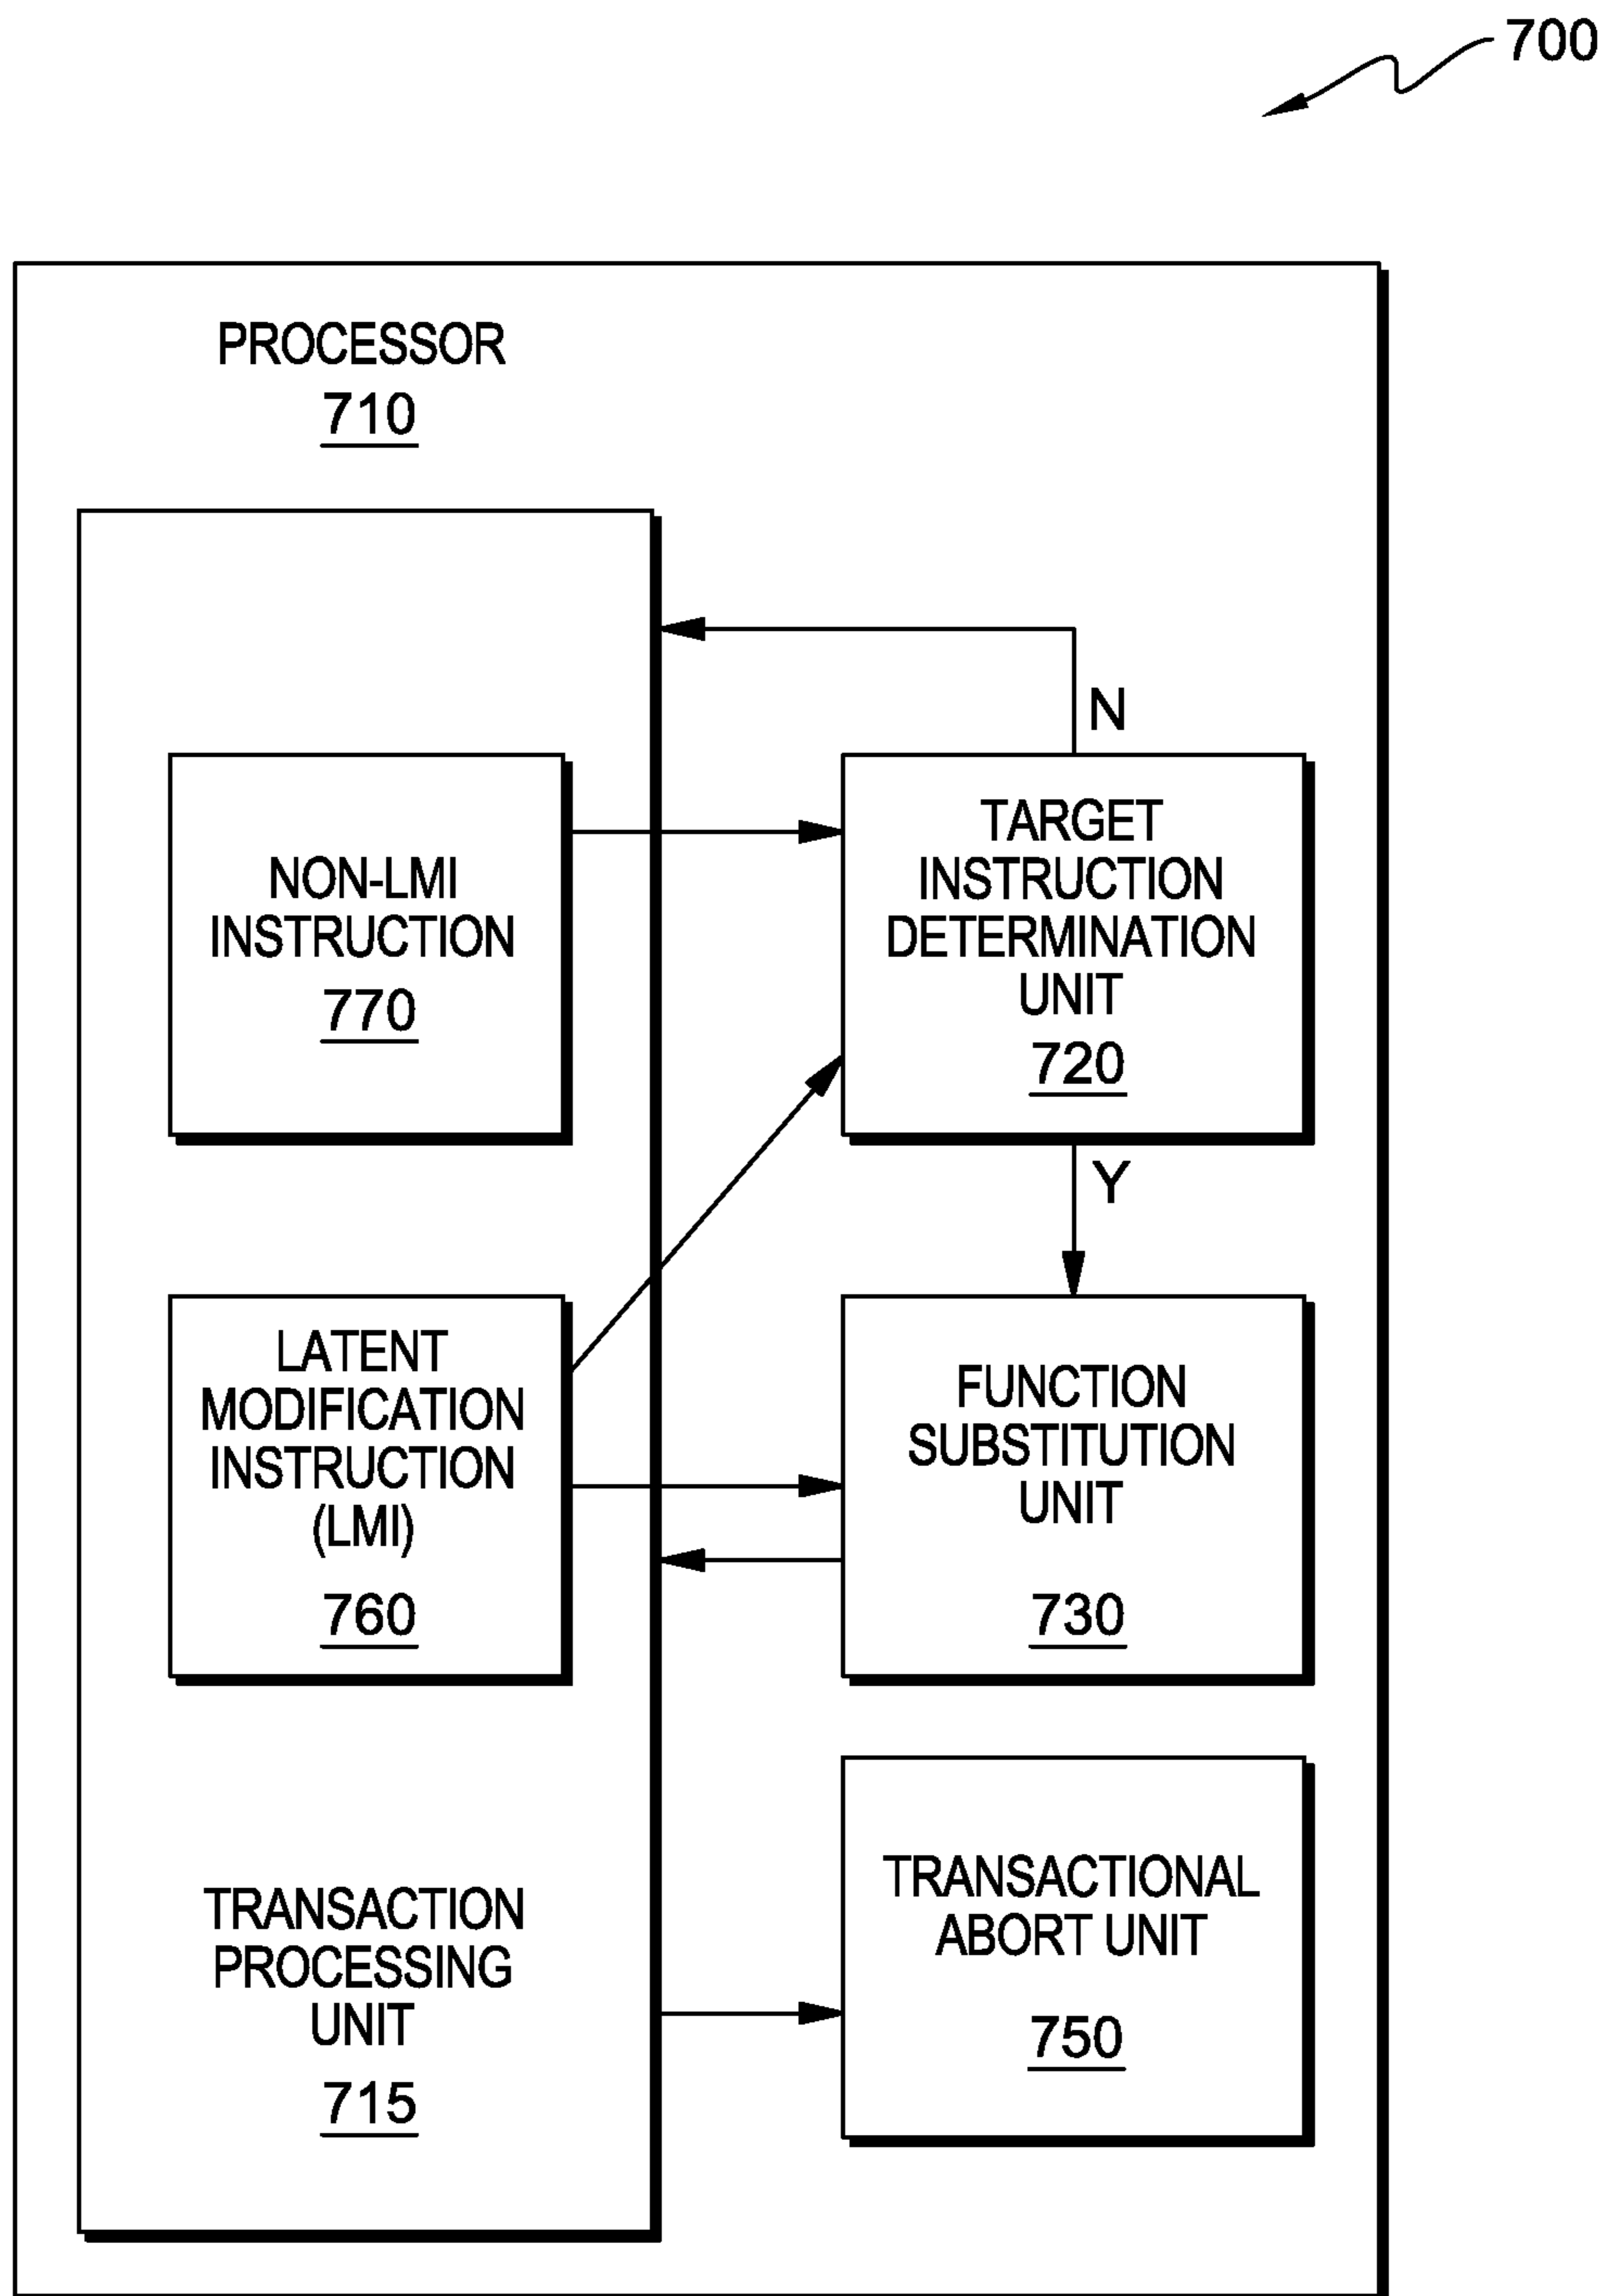 700
PROCESSOR
710
N
NON-LMI
INSTRUCTION
770
TARGET
INSTRUCTION
DETERMINATION
UNIT
720
Y
LATENT
MODIFICATION
INSTRUCTION
(LMI)
760
FUNCTION
SUBSTITUTION
UNIT
730
TRANSACTION
PROCESSING
UNIT
715
TRANSACTIONAL
ABORT UNIT
750